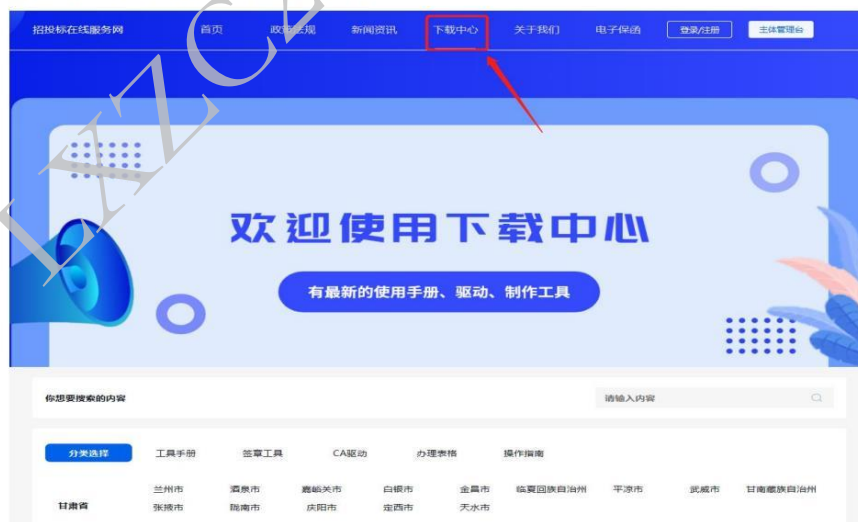 招投标在线服务网 首页 政策法规 新闻资讯 下载中心 关于我们 电子保函 登录/注册 主体管理台
欢迎使用下载中心
有最新的使用手册、驱动、制作工具
你想要搜索的内容 请输入内容
分类选择 工具手册 签章工具 CA驱动 办理表格 操作指南
兰州市 酒泉市 嘉峪关市 白银市 金昌市 临夏回族自治州 平凉市 武威市 甘南藏族自治州
甘肃省 张掖市 陇南市 庆阳市 定西市 天水市